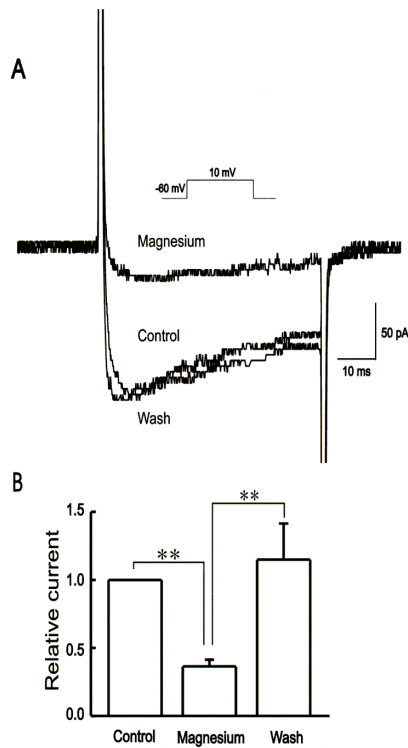 A
10 mV
-60 mV
Magnesium
Control
50 pA
10 ms
Wash
B
**
**
1.5
1.0
0.5
0.0
Relative current
Control Magnesium Wash